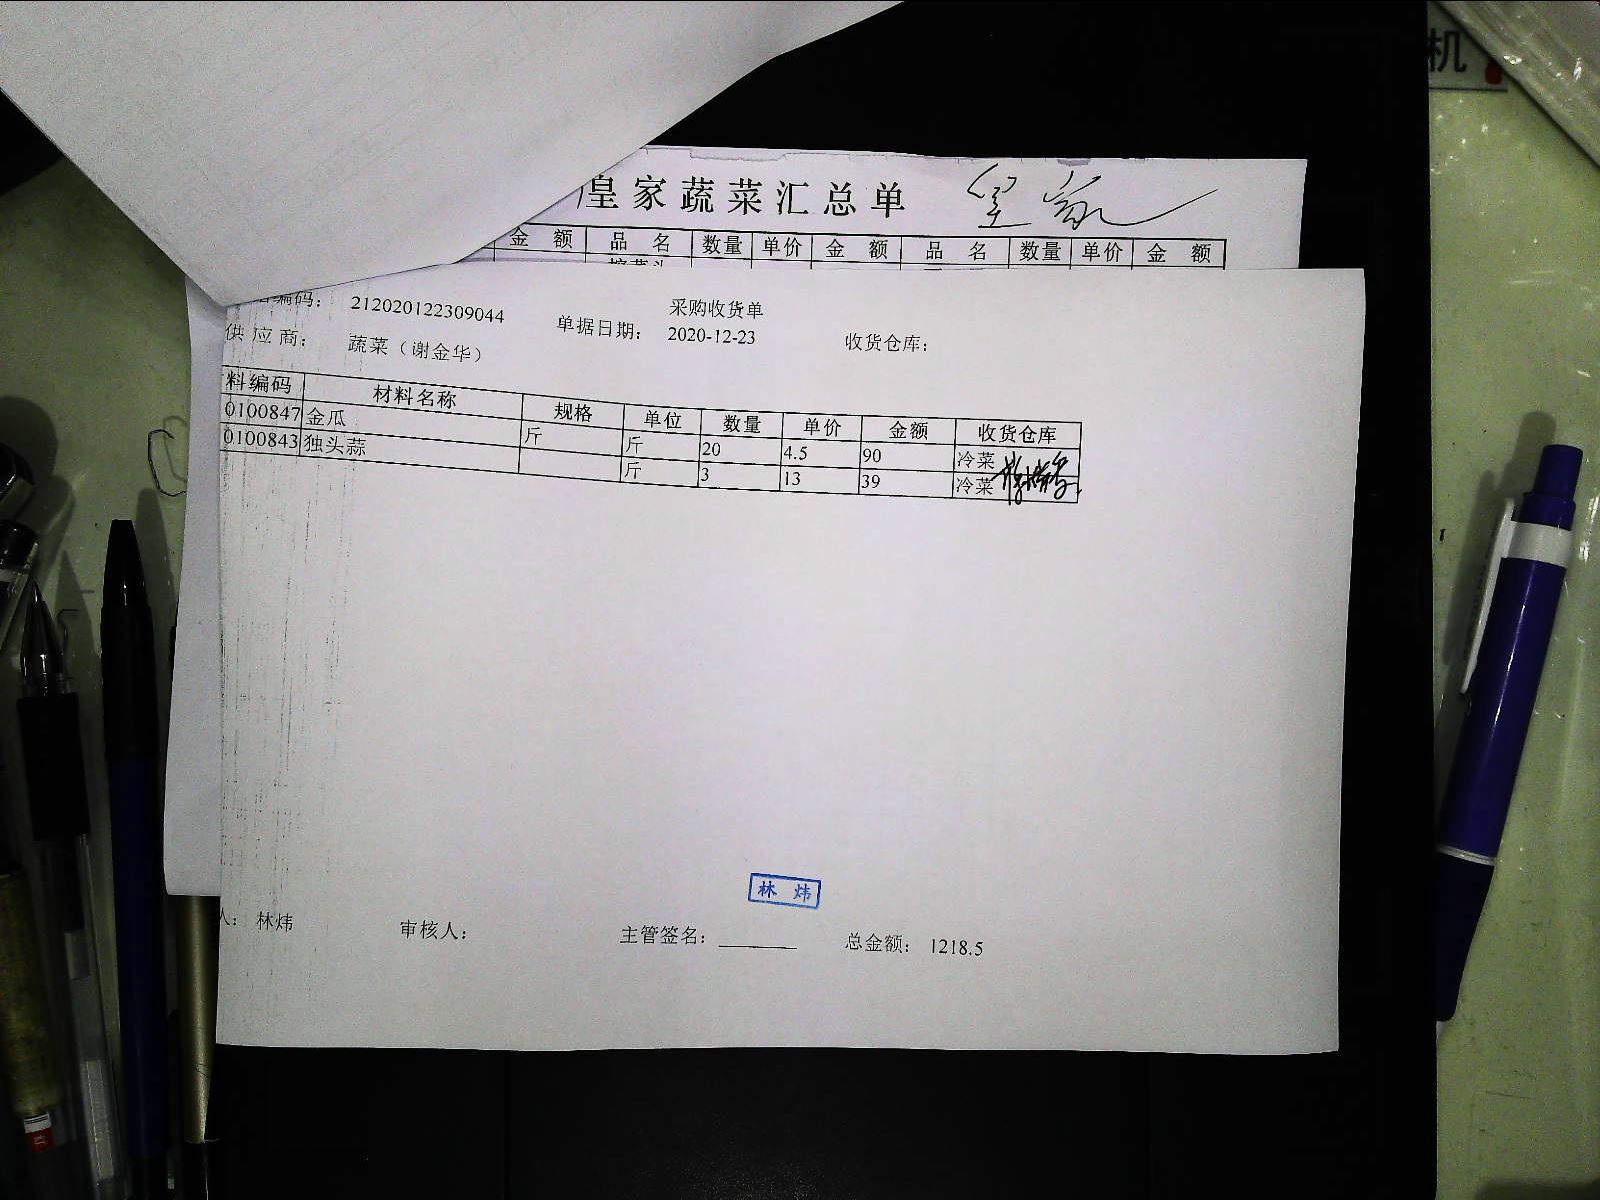 机
皇家蔬菜汇总单 皇家
金 额 品 名 数量 单价 金 额 品 名 数量 单价 金 额
采购收货单
编码： 212020122309044 单据日期： 2020-12-23 收货仓库：
供应商： 蔬菜（谢金华）
料编码 材料名称 规格 单位 数量 单价 金额 收货仓库
0100847 金瓜 斤 斤 20 4.5 90 冷菜
0100843 独头蒜 斤 3 13 39 冷菜
林 炜
人： 林炜 审核人： 主管签名： 总金额： 1218.5